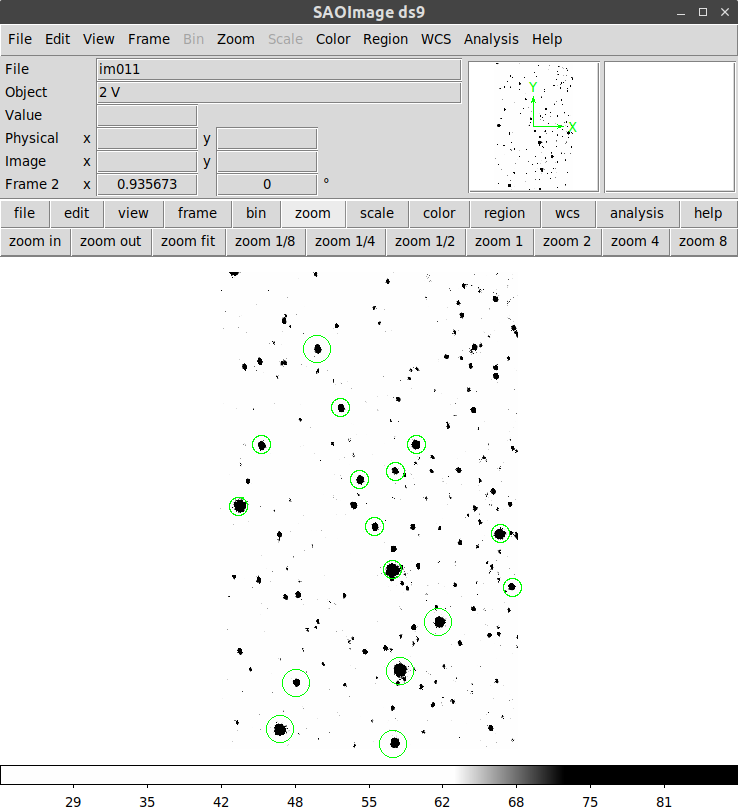 SAOImage ds9
File Edit View Frame Bin Zoom Scale Color Region WCS Analysis Help
File im011
Object 2 V
Value
Physical x y
Image x y
Frame 2 x 0.935673 0 °
Y
X
file edit view frame bin zoom scale color region wcs analysis help
zoom in zoom out zoom fit zoom 1/8 zoom 1/4 zoom 1/2 zoom 1 zoom 2 zoom 4 zoom 8
29 35 42 48 55 62 68 75 81